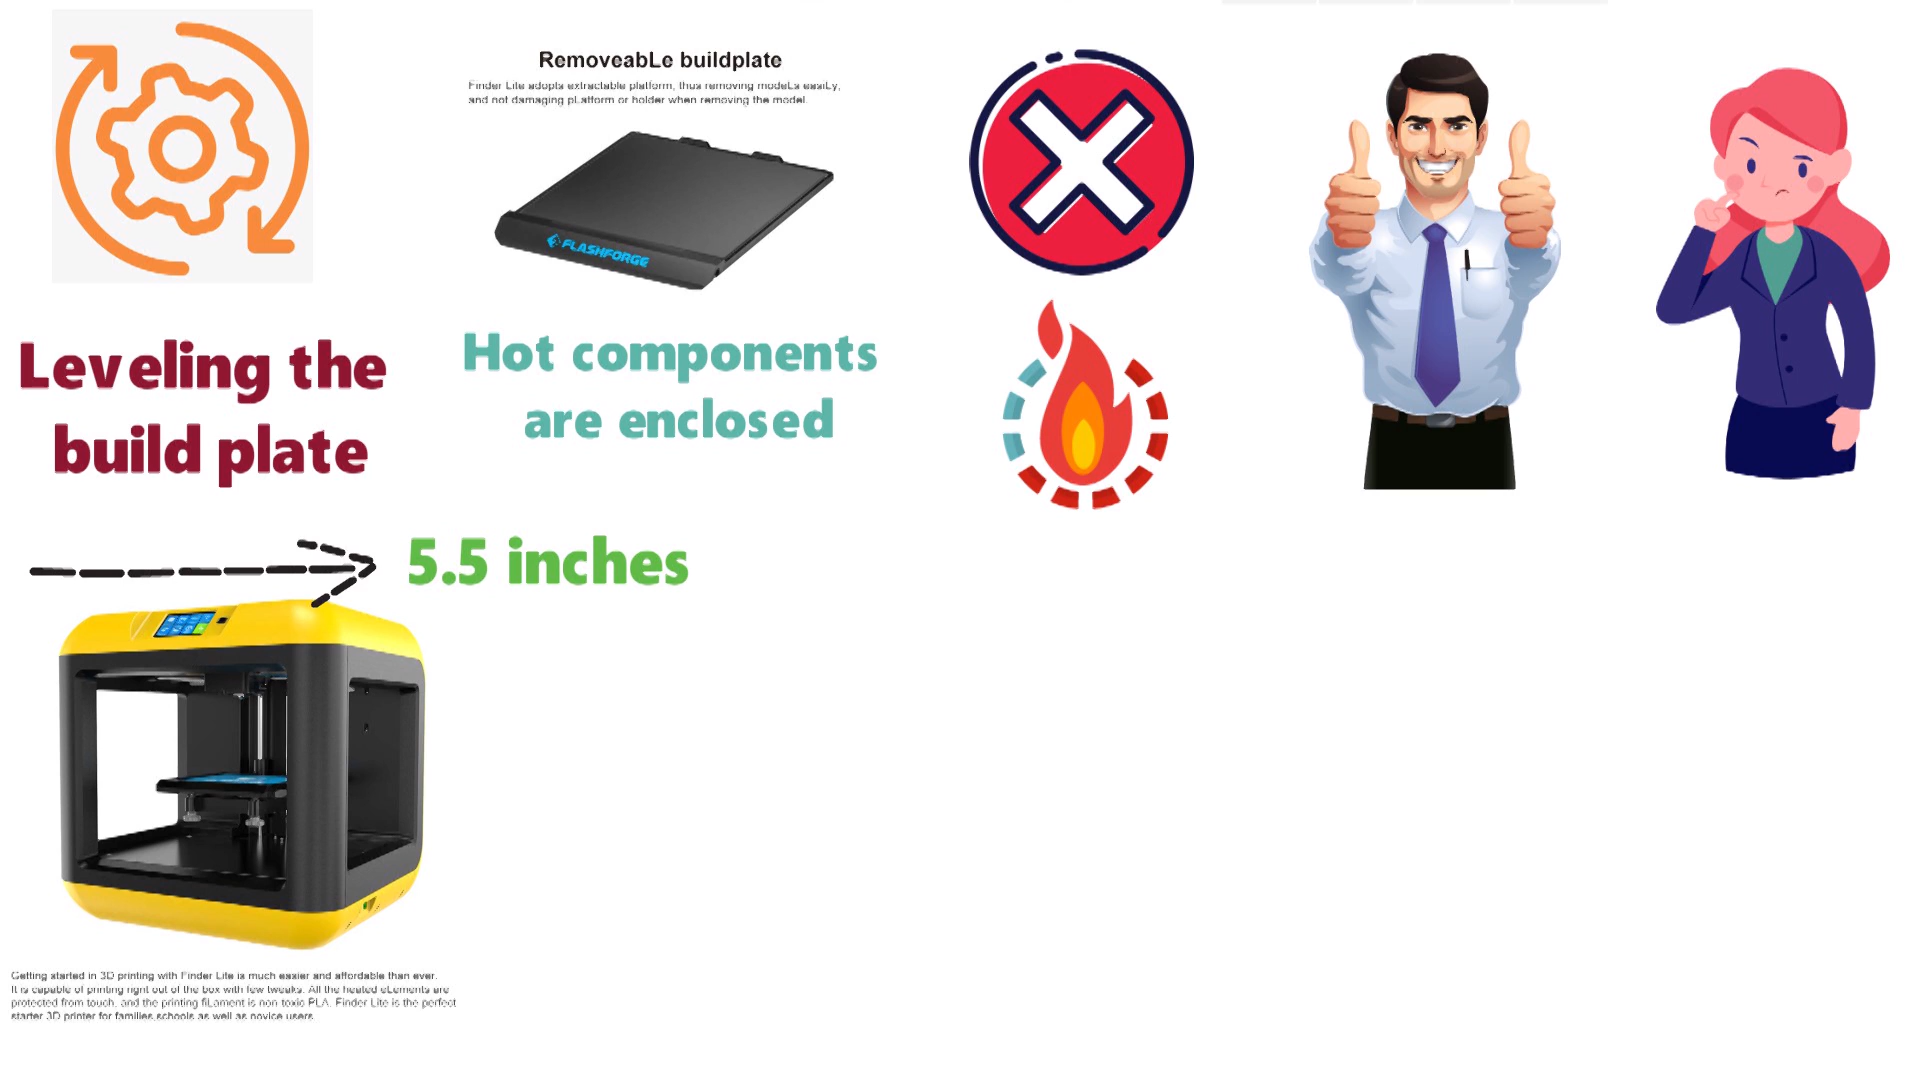 RemoveabLe buildplate
Finder Lite adopts extractable platform, thus removing modeLs easiLy,
and not damaging pLatform or holder when removing the model.
FLASHFORGE
Leveling the
build plate
Hot components
are enclosed
5.5 inches
Getting started in 3D printing with Finder Lite is much easier and affordable than ever.
It is capable of printing right out of the box with few tweaks. All the heated eLements are
protected from touch, and the printing fiLament is non toxic PLA. Finder Lite is the perfect
starter 3D printer for families schools as well as novice users